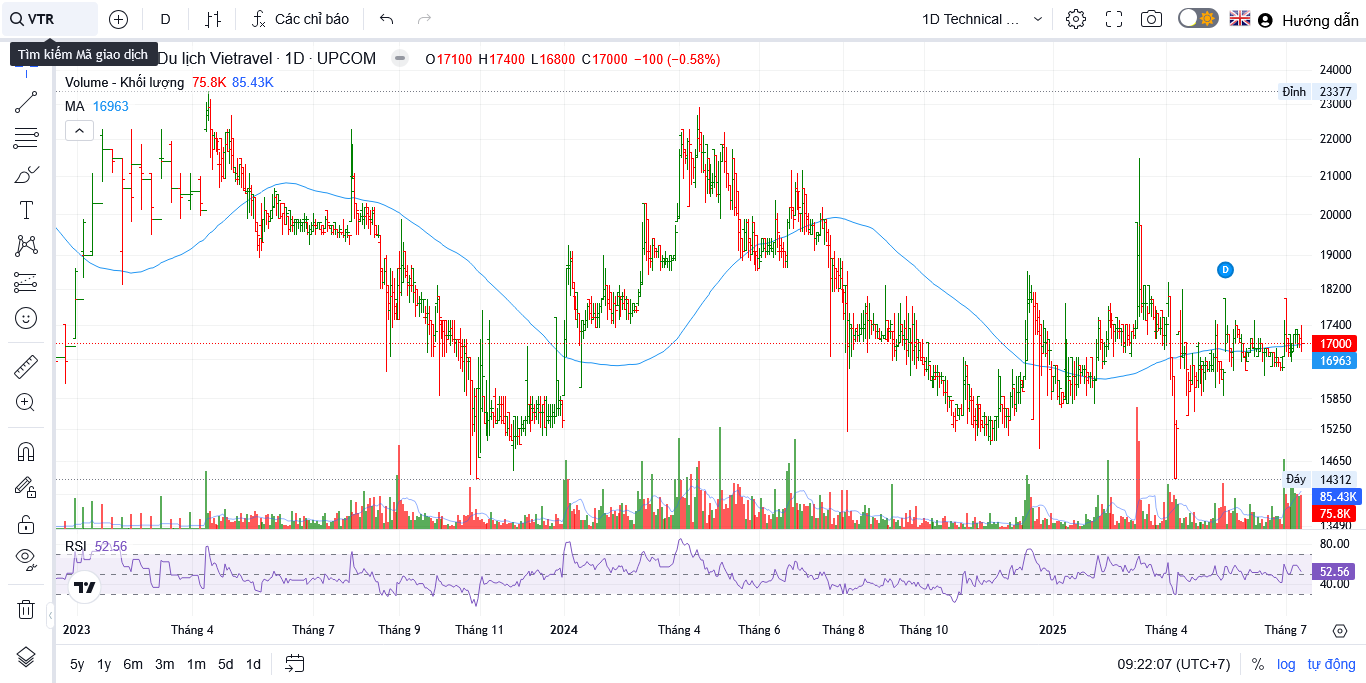 VTR
D
Các chỉ báo
1D Technical ...
Hướng dẫn
Tìm kiếm Mã giao dịch
Du lịch Vietravel · 1D · UPCOM
O17100 H17400 L16800 C17000 −100 (−0.58%)
Volume - Khối lượng 75.8K 85.43K
MA 16963
24000
Đỉnh 23377
23000
22000
21000
20000
19000
D
18200
17400
17000
16963
15850
15250
14650
Đáy 14312
85.43K
75.8K
13490
RSI 52.56
80.00
52.56
40.00
2023 Tháng 4 Tháng 7 Tháng 9 Tháng 11 2024 Tháng 4 Tháng 6 Tháng 8 Tháng 10 2025 Tháng 4 Tháng 7
5y 1y 6m 3m 1m 5d 1d
09:22:07 (UTC+7) % log tự động